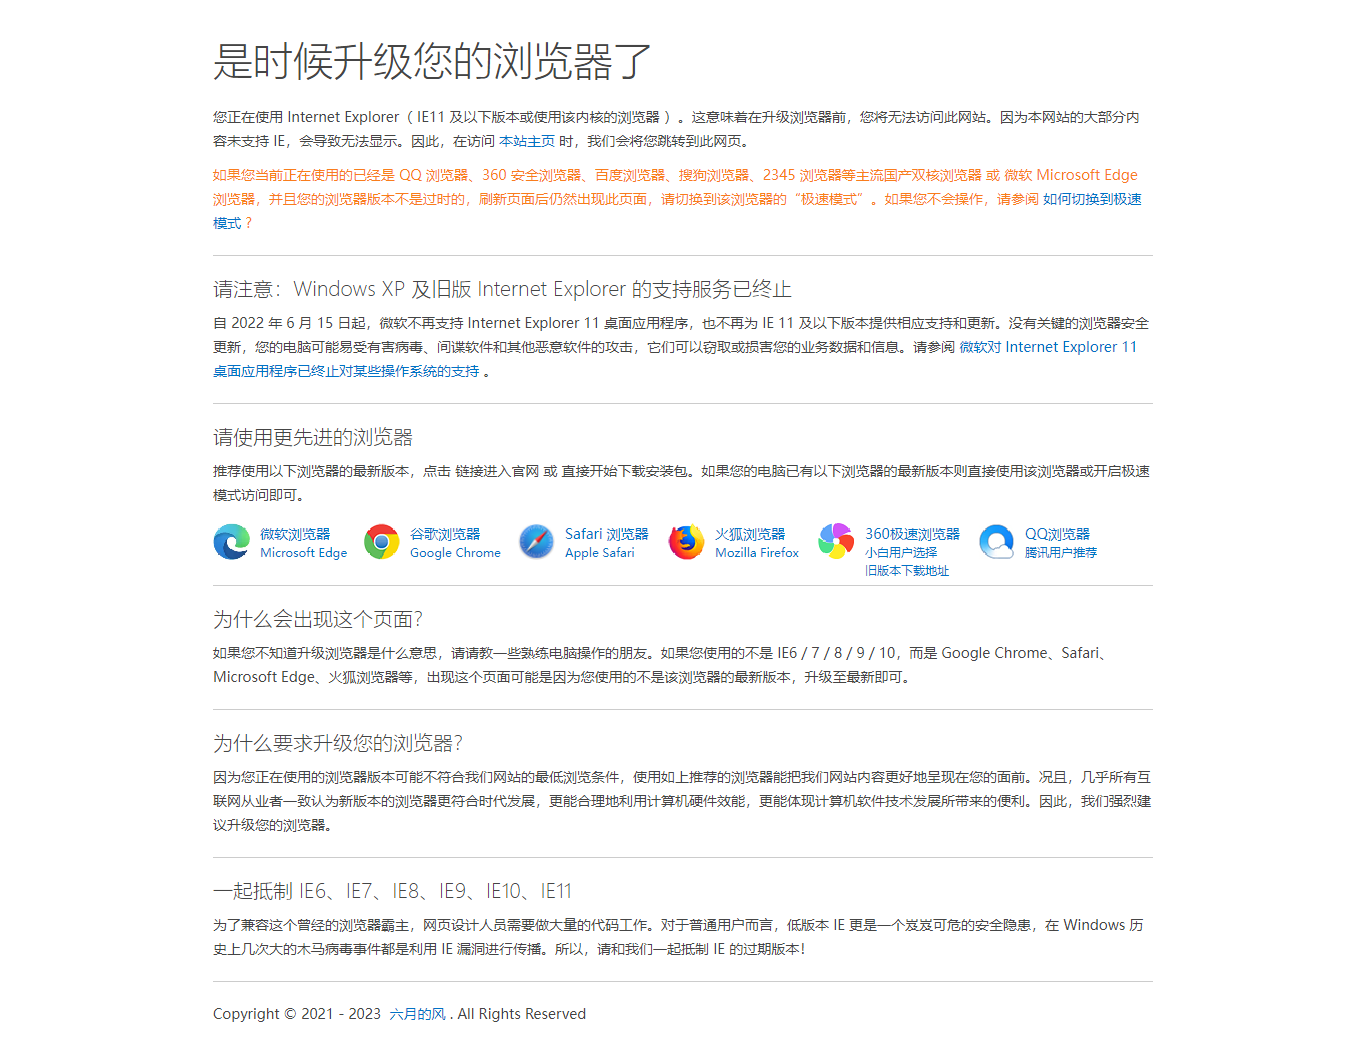 是时候升级您的浏览器了
您正在使用 Internet Explorer（ IE11 及以下版本或使用该内核的浏览器 ）。这意味着在升级浏览器前，您将无法访问此网站。因为本网站的大部分内
容未支持 IE，会导致无法显示。因此，在访问 本站主页 时，我们会将您跳转到此网页。
如果您当前正在使用的已经是 QQ 浏览器、360 安全浏览器、百度浏览器、搜狗浏览器、2345 浏览器等主流国产双核浏览器 或 微软 Microsoft Edge
浏览器，并且您的浏览器版本不是过时的，刷新页面后仍然出现此页面，请切换到该浏览器的“极速模式”。如果您不会操作，请参阅 如何切换到极速
模式 ？
请注意：Windows XP 及旧版 Internet Explorer 的支持服务已终止
自 2022 年 6 月 15 日起，微软不再支持 Internet Explorer 11 桌面应用程序，也不再为 IE 11 及以下版本提供相应支持和更新。没有关键的浏览器安全
更新，您的电脑可能易受有害病毒、间谍软件和其他恶意软件的攻击，它们可以窃取或损害您的业务数据和信息。请参阅 微软对 Internet Explorer 11
桌面应用程序已终止对某些操作系统的支持 。
请使用更先进的浏览器
推荐使用以下浏览器的最新版本，点击 链接进入官网 或 直接开始下载安装包。如果您的电脑已有以下浏览器的最新版本则直接使用该浏览器或开启极速
模式访问即可。
微软浏览器
Microsoft Edge
谷歌浏览器
Google Chrome
Safari 浏览器
Apple Safari
火狐浏览器
Mozilla Firefox
360极速浏览器
小白用户选择
旧版本下载地址
QQ浏览器
腾讯用户推荐
为什么会出现这个页面？
如果您不知道升级浏览器是什么意思，请请教一些熟练电脑操作的朋友。如果您使用的不是 IE6 / 7 / 8 / 9 / 10，而是 Google Chrome、Safari、
Microsoft Edge、火狐浏览器等，出现这个页面可能是因为您使用的不是该浏览器的最新版本，升级至最新即可。
为什么要求升级您的浏览器？
因为您正在使用的浏览器版本可能不符合我们网站的最低浏览条件，使用如上推荐的浏览器能把我们网站内容更好地呈现在您的面前。况且，几乎所有互
联网从业者一致认为新版本的浏览器更符合时代发展，更能合理地利用计算机硬件效能，更能体现计算机软件技术发展所带来的便利。因此，我们强烈建
议升级您的浏览器。
一起抵制 IE6、IE7、IE8、IE9、IE10、IE11
为了兼容这个曾经的浏览器霸主，网页设计人员需要做大量的代码工作。对于普通用户而言，低版本 IE 更是一个岌岌可危的安全隐患，在 Windows 历
史上几次大的木马病毒事件都是利用 IE 漏洞进行传播。所以，请和我们一起抵制 IE 的过期版本！
Copyright © 2021 - 2023 六月的风 . All Rights Reserved